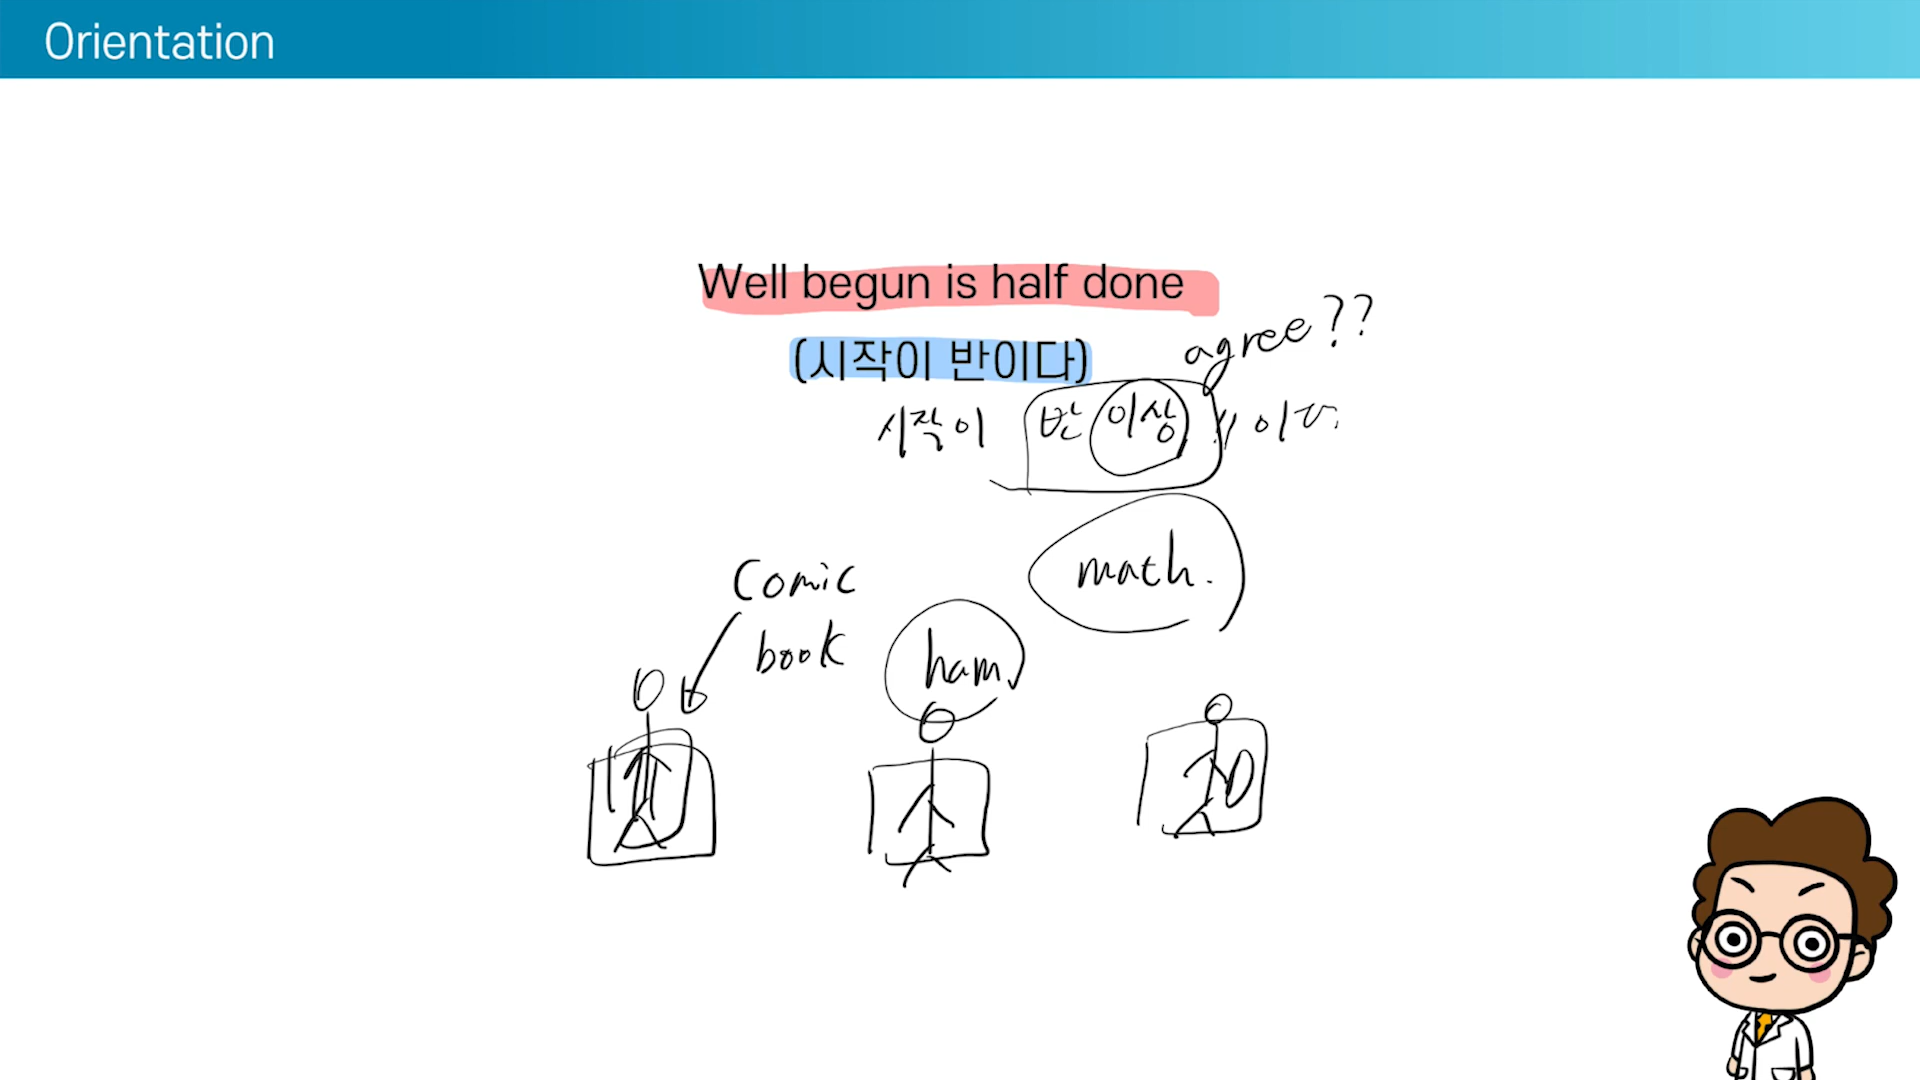 Orientation
Well begun is half done
(시작이 반이다)
agree??
시작이 반 이상 이다
math.
Comic
book
ham